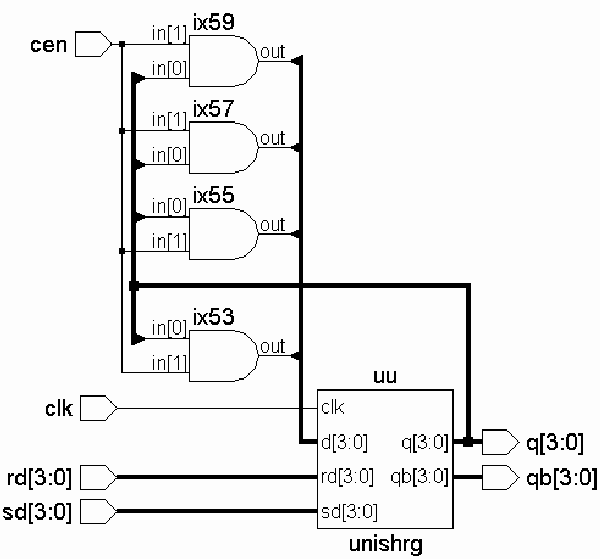 ix59
cen
in[1]
in[0]
out
ix57
in[1]
in[0]
out
ix55
in[0]
in[1]
out
ix53
in[0]
in[1]
out
uu
clk
clk
d[3:0]
q[3:0]
q[3:0]
rd[3:0]
rd[3:0]
qb[3:0]
qb[3:0]
sd[3:0]
sd[3:0]
unishrg